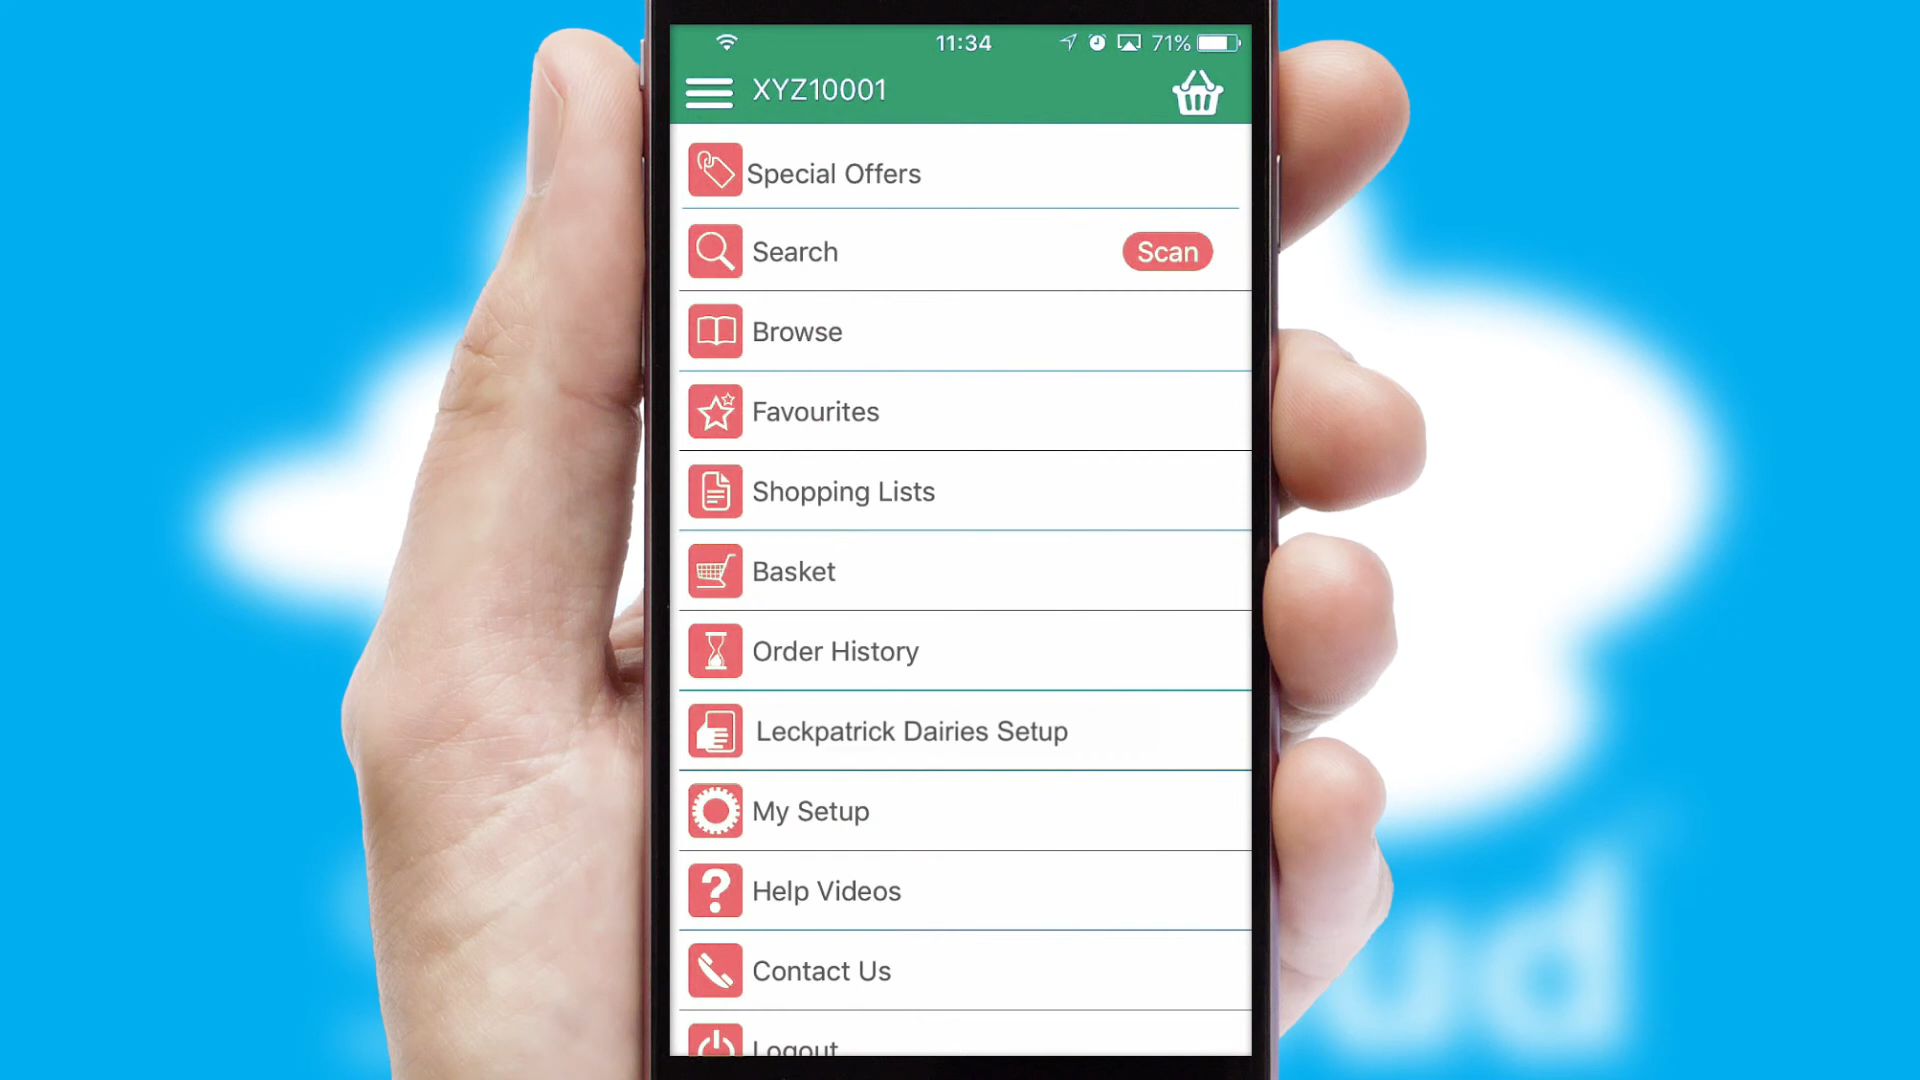 11:34
71%
XYZ10001
Special Offers
Search
Scan
Browse
Favourites
Shopping Lists
Basket
Order History
Leckpatrick Dairies Setup
My Setup
Help Videos
Contact Us
Logout